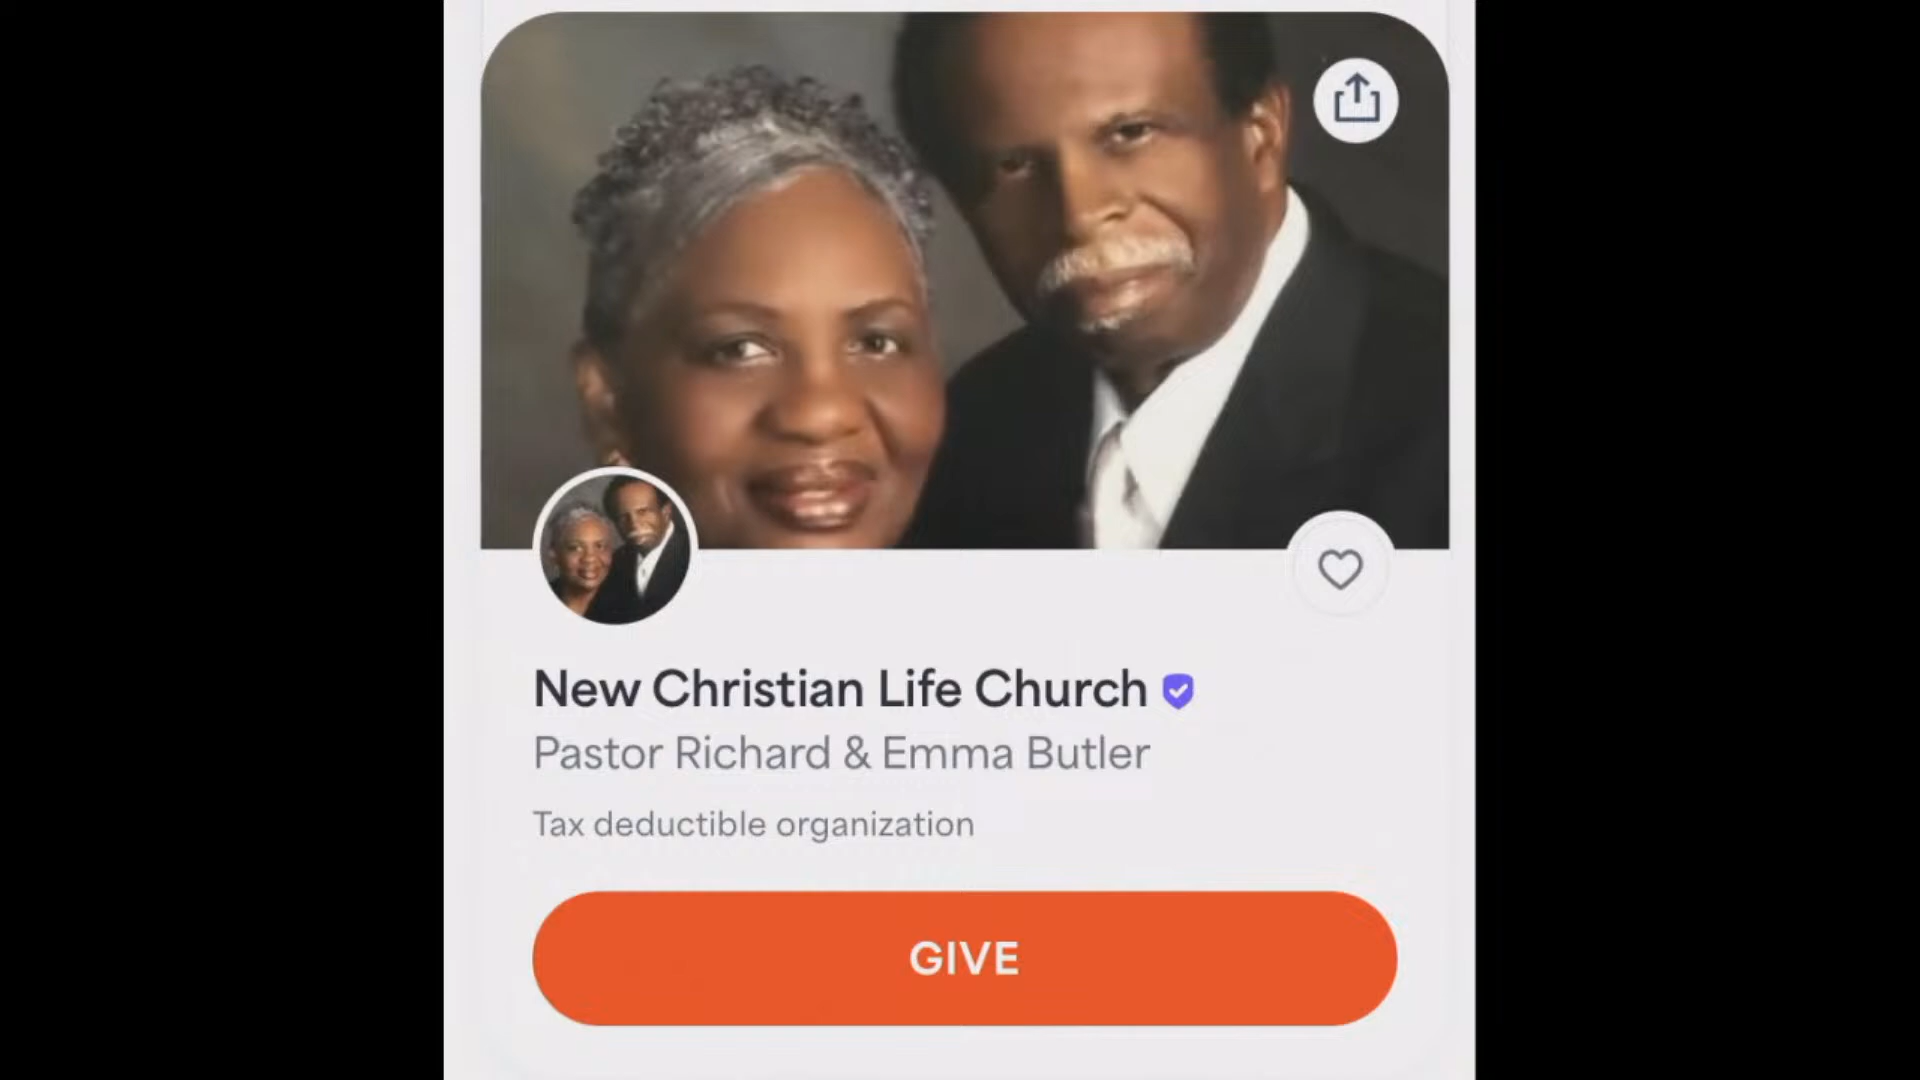 New Christian Life Church
Pastor Richard & Emma Butler
Tax deductible organization
GIVE